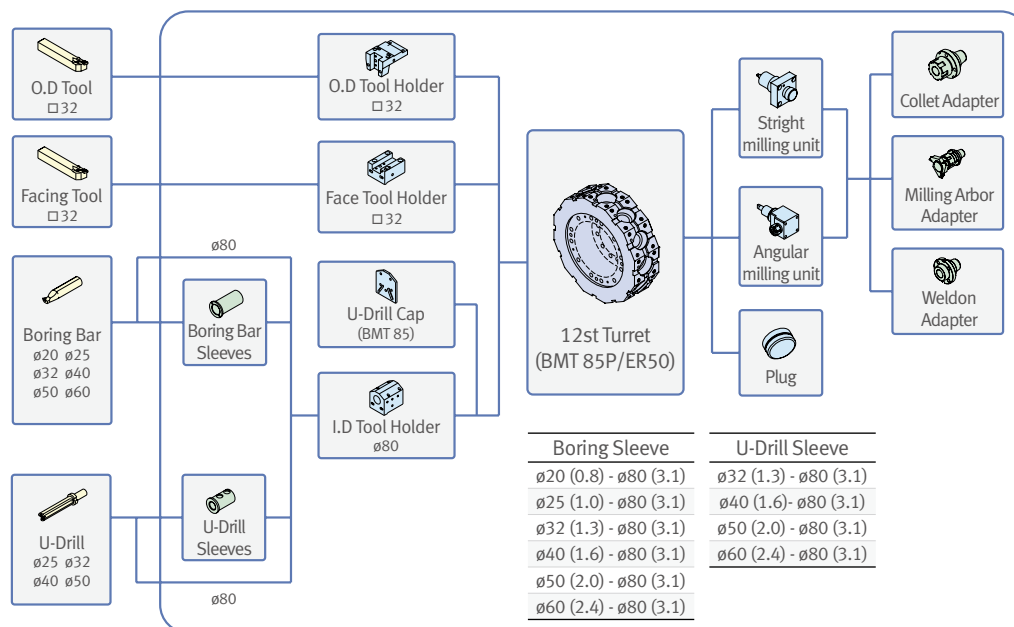 O.D Tool
□ 32
O.D Tool Holder
□ 32
Facing Tool
□ 32
Face Tool Holder
□ 32
ø80
Boring Bar
ø20 ø25
ø32 ø40
ø50 ø60
Boring Bar
Sleeves
U-Drill Cap
(BMT 85)
I.D Tool Holder
ø80
U-Drill
ø25 ø32
ø40 ø50
U-Drill
Sleeves
ø80
12st Turret
(BMT 85P/ER50)
Stright
milling unit
Angular
milling unit
Plug
Collet Adapter
Milling Arbor
Adapter
Weldon
Adapter
Boring Sleeve
ø20 (0.8) - ø80 (3.1)
ø25 (1.0) - ø80 (3.1)
ø32 (1.3) - ø80 (3.1)
ø40 (1.6) - ø80 (3.1)
ø50 (2.0) - ø80 (3.1)
ø60 (2.4) - ø80 (3.1)
U-Drill Sleeve
ø32 (1.3) - ø80 (3.1)
ø40 (1.6)- ø80 (3.1)
ø50 (2.0) - ø80 (3.1)
ø60 (2.4) - ø80 (3.1)